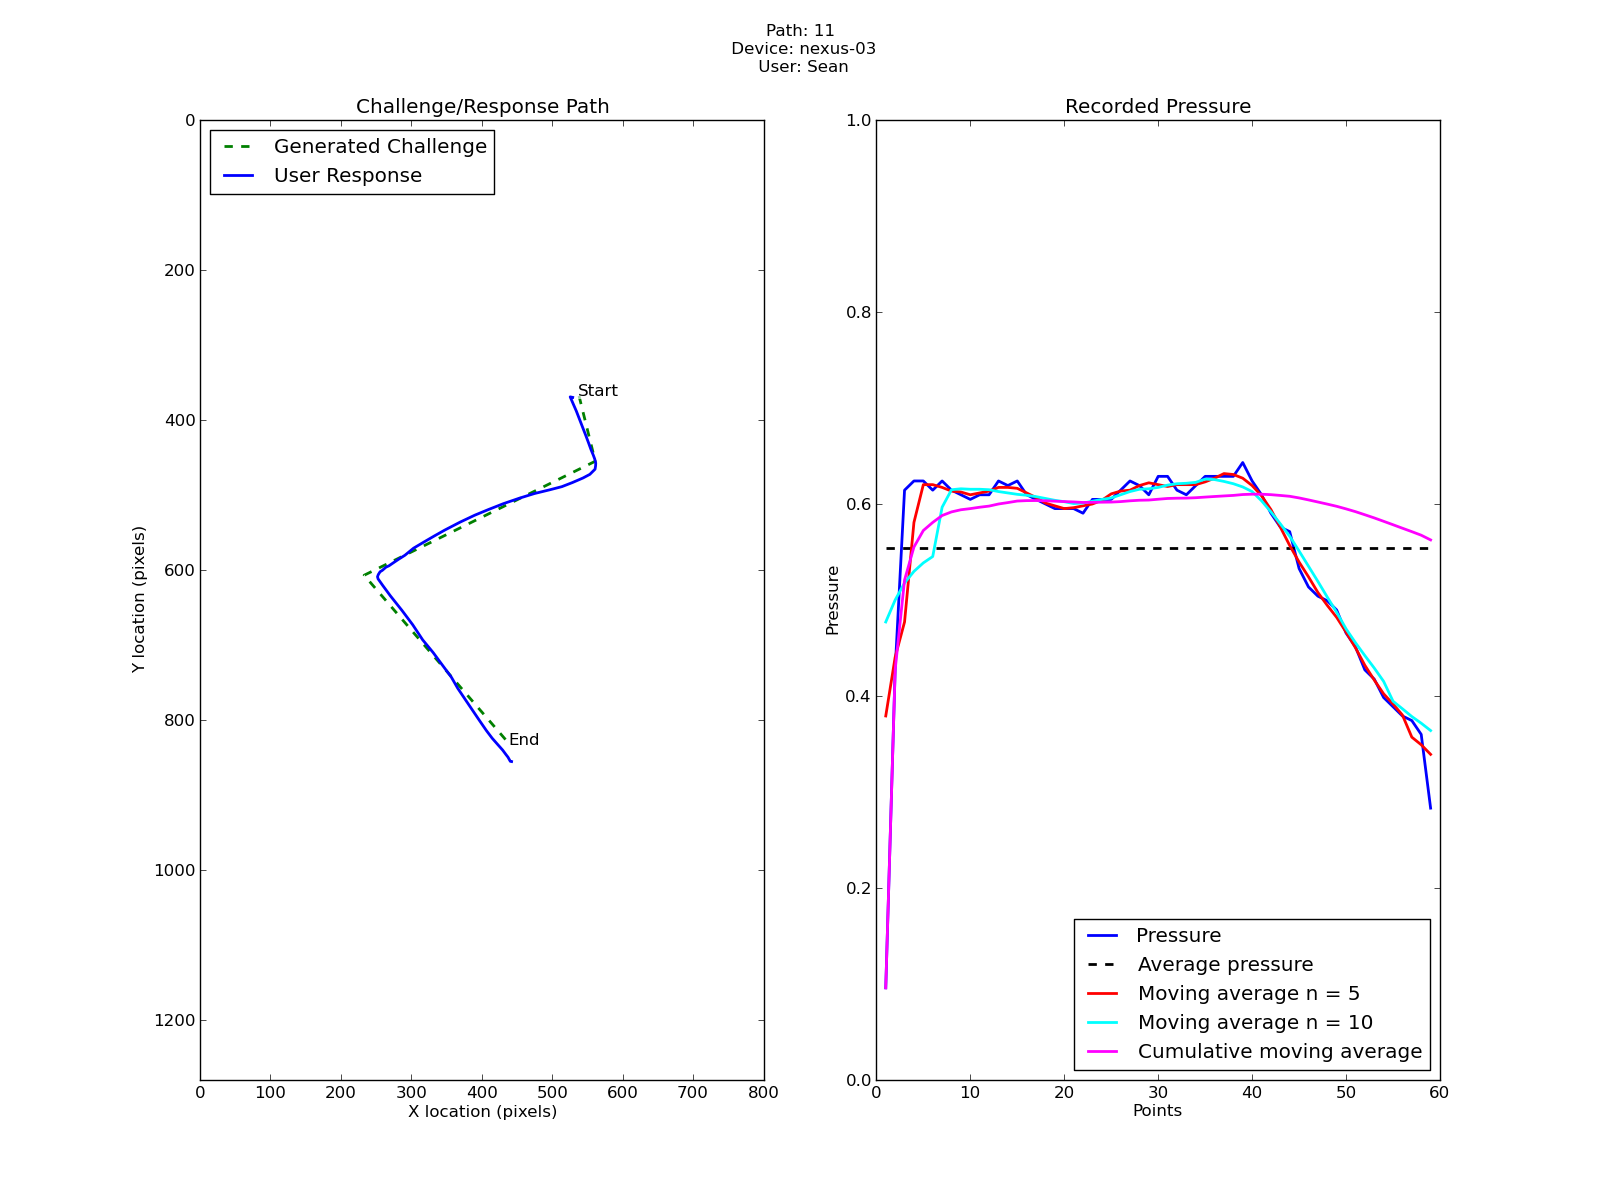 Path: 11
Device: nexus-03
User: Sean
Challenge/Response Path
Generated Challenge
User Response
Start
End
0
200
400
600
800
1000
1200
Y location (pixels)
0 100 200 300 400 500 600 700 800
X location (pixels)
Recorded Pressure
1.0
0.8
0.6
0.4
0.2
0.0
Pressure
Pressure
Average pressure
Moving average n = 5
Moving average n = 10
Cumulative moving average
0 10 20 30 40 50 60
Points